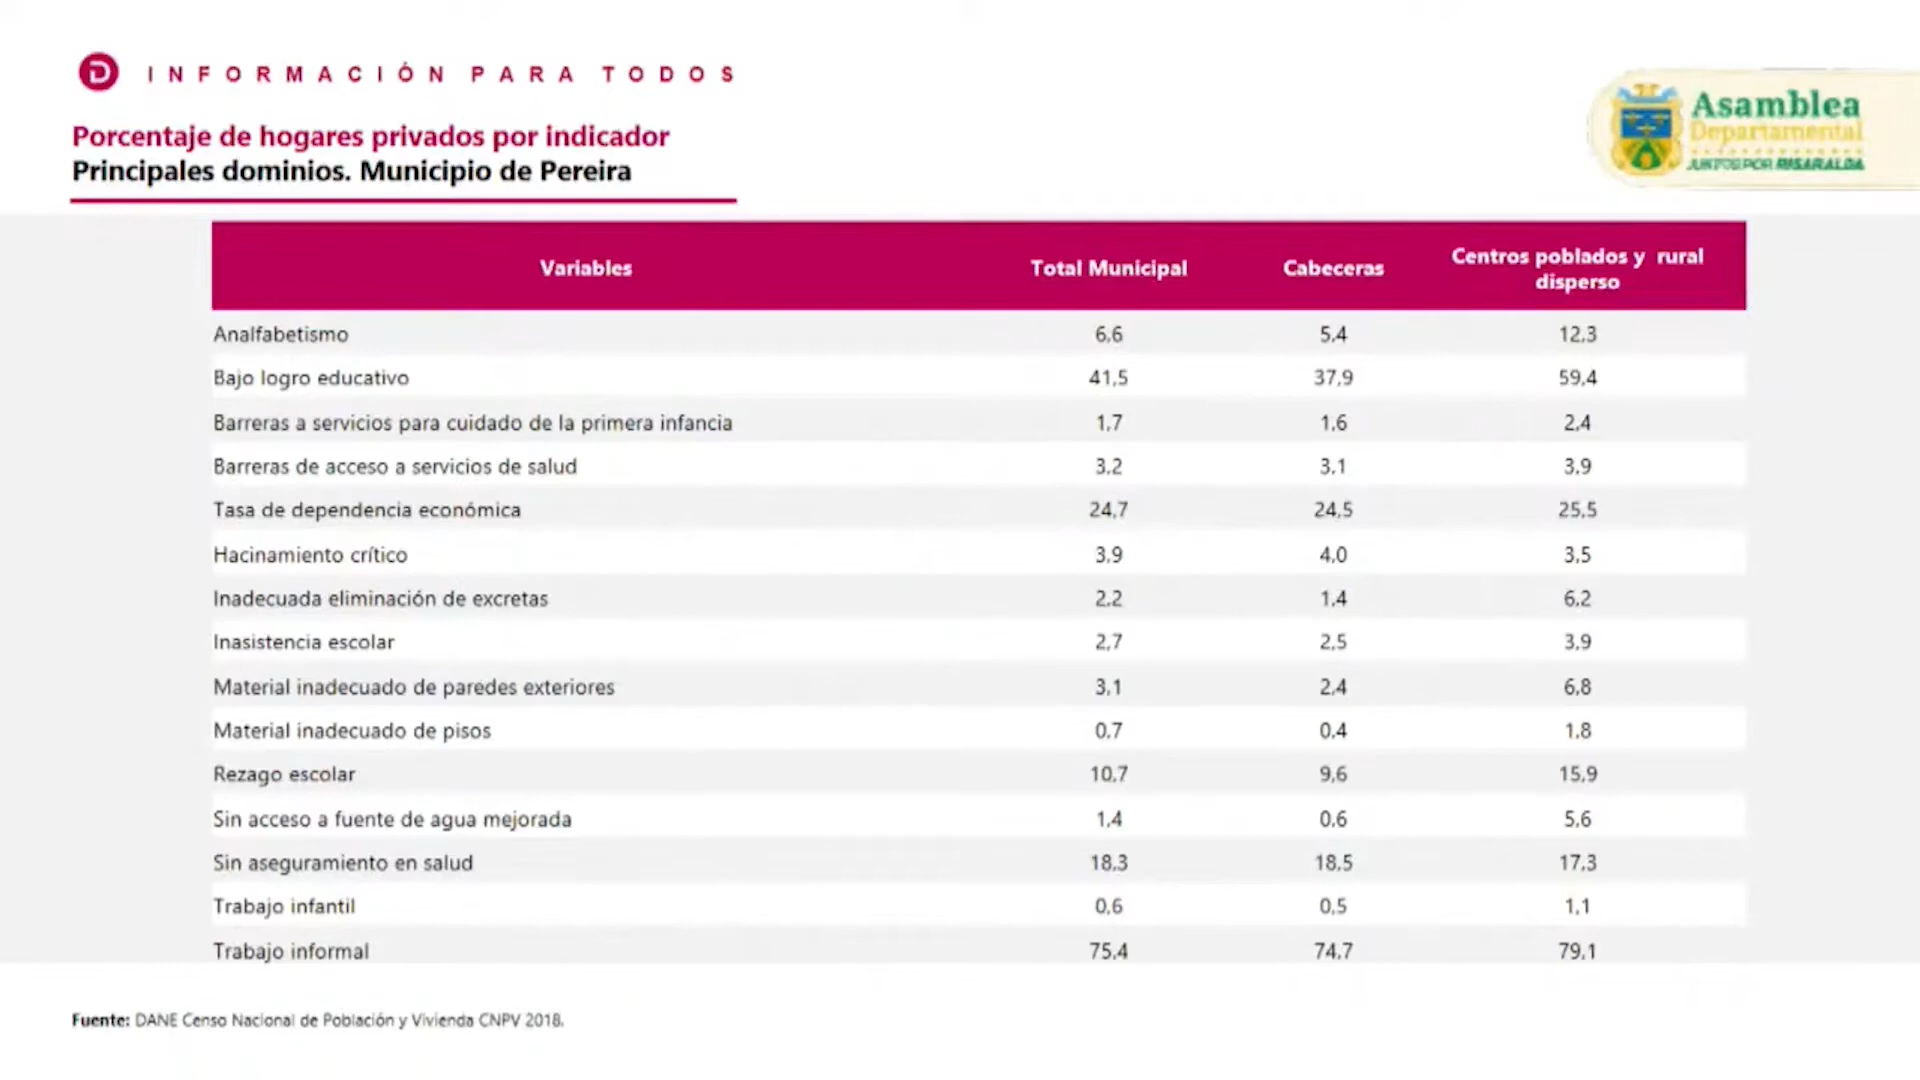 INFORMACIÓN PARA TODOS
Porcentaje de hogares privados por indicador
Principales dominios. Municipio de Pereira
Asamblea
Departamental
JUNTOS POR RISARALDA
Variables Total Municipal Cabeceras Centros poblados y rural disperso
Analfabetismo 6,6 5,4 12,3
Bajo logro educativo 41,5 37,9 59,4
Barreras a servicios para cuidado de la primera infancia 1,7 1,6 2,4
Barreras de acceso a servicios de salud 3,2 3,1 3,9
Tasa de dependencia económica 24,7 24,5 25,5
Hacinamiento crítico 3,9 4,0 3,5
Inadecuada eliminación de excretas 2,2 1,4 6,2
Inasistencia escolar 2,7 2,5 3,9
Material inadecuado de paredes exteriores 3,1 2,4 6,8
Material inadecuado de pisos 0,7 0,4 1,8
Rezago escolar 10,7 9,6 15,9
Sin acceso a fuente de agua mejorada 1,4 0,6 5,6
Sin aseguramiento en salud 18,3 18,5 17,3
Trabajo infantil 0,6 0,5 1,1
Trabajo informal 75,4 74,7 79,1
Fuente: DANE Censo Nacional de Población y Vivienda CNPV 2018.